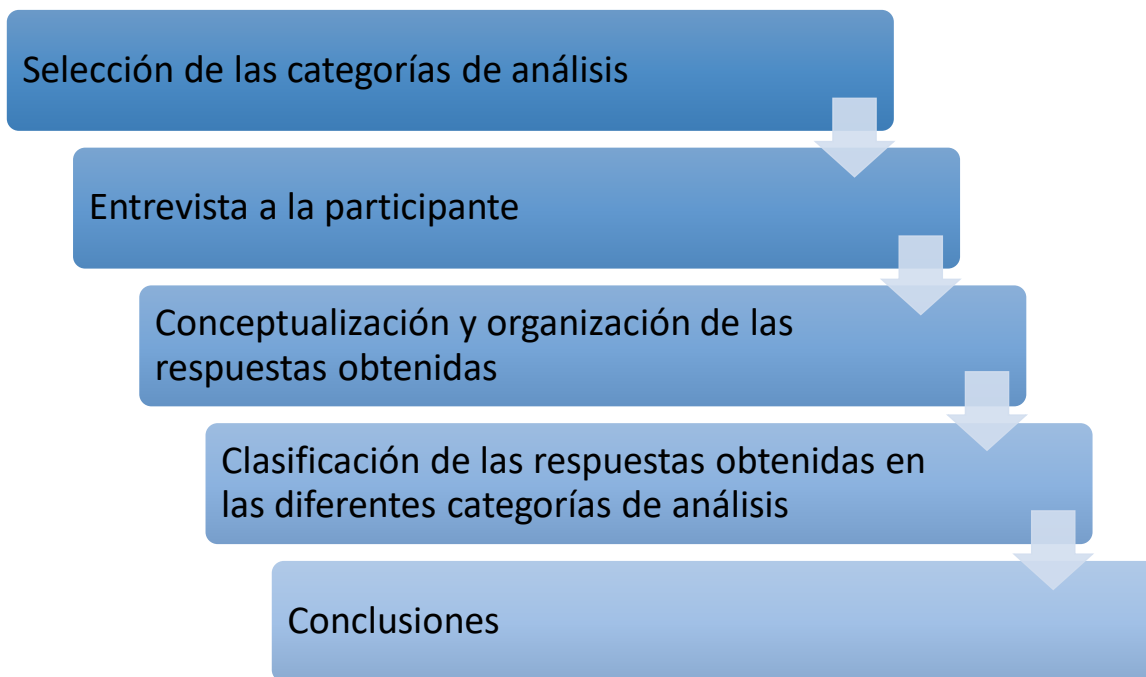 Selección de las categorías de análisis
Entrevista a la participante
Conceptualización y organización de las
respuestas obtenidas
Clasificación de las respuestas obtenidas en
las diferentes categorías de análisis
Conclusiones